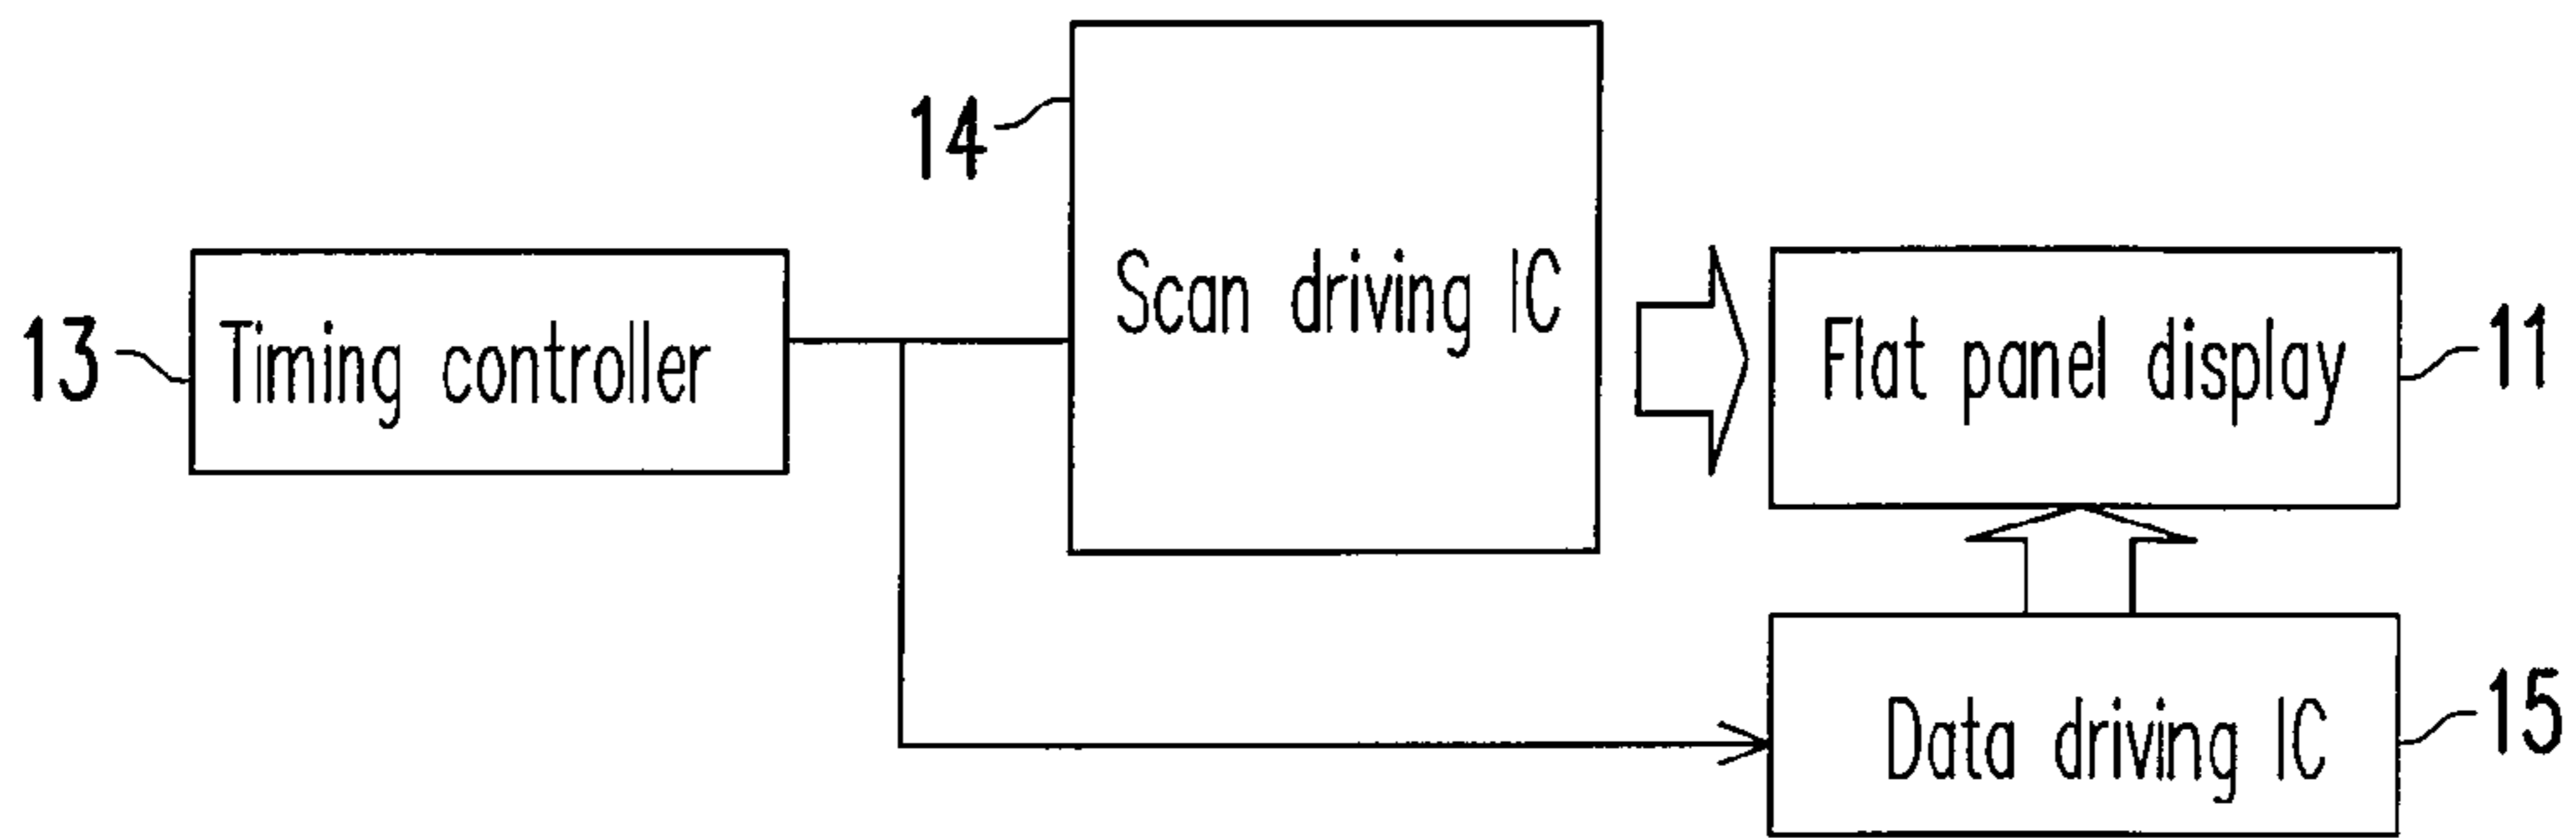 14
Scan driving IC
13
Timing controller
Flat panel display
11
Data driving IC
15